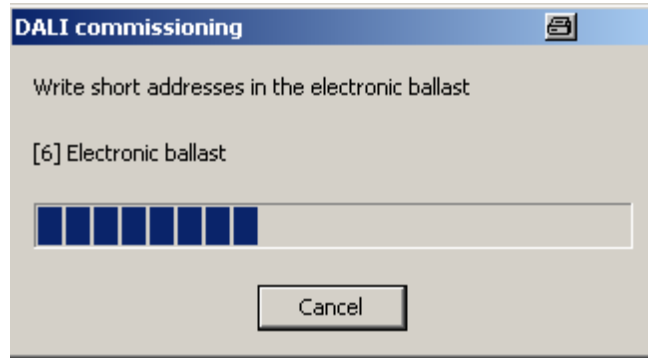 DALI commissioning
Write short addresses in the electronic ballast
[6] Electronic ballast
Cancel